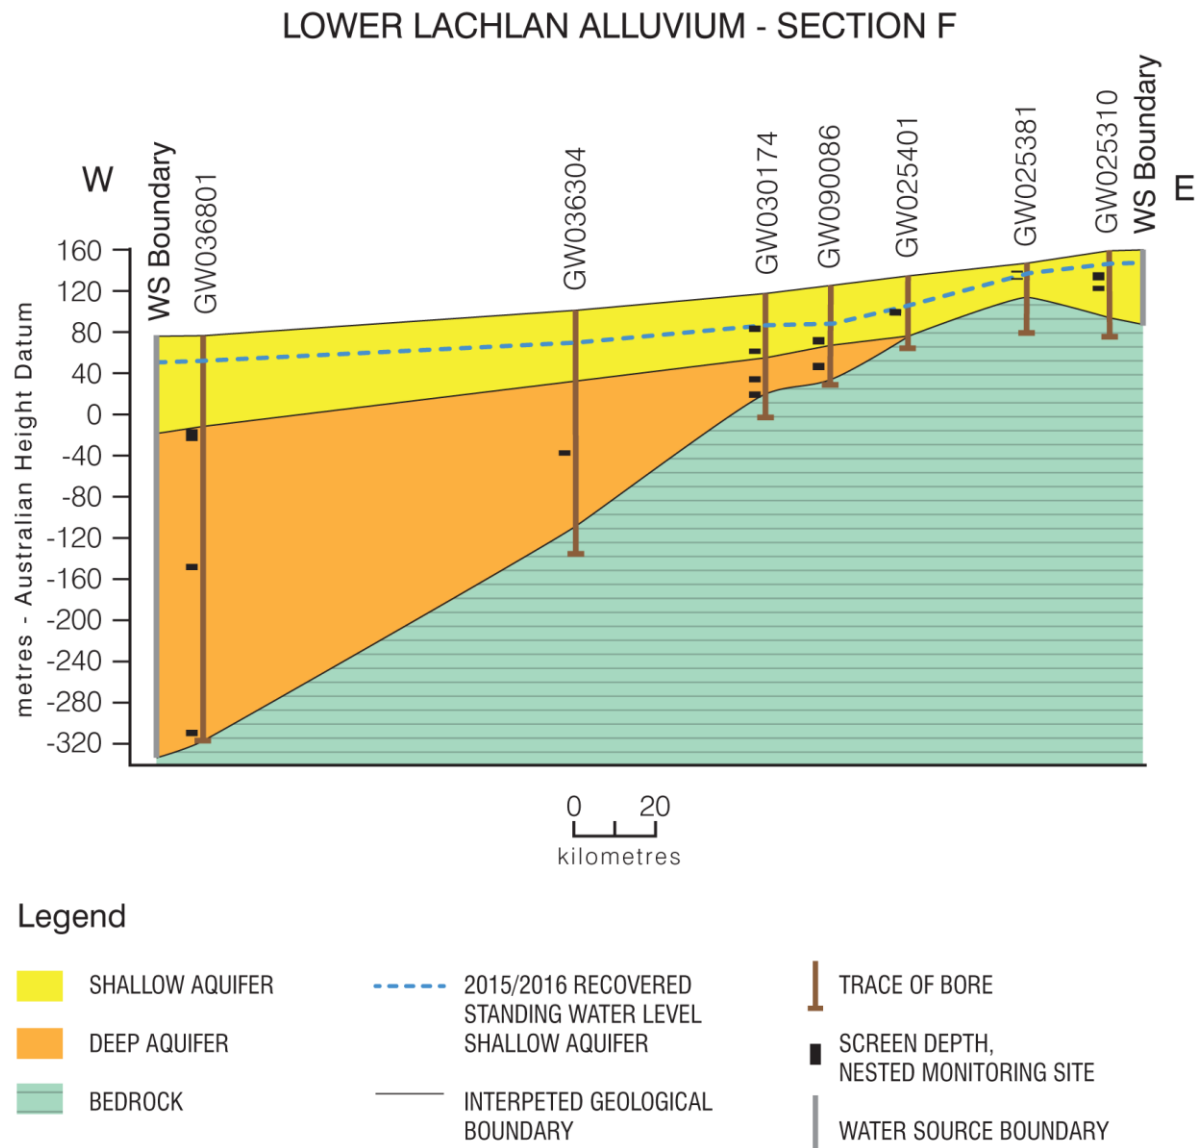 LOWER LACHLAN ALLUVIUM - SECTION F
W
WS Boundary
GW036801
GW036304
GW030174
GW090086
GW025401
GW025381
GW025310
WS Boundary
E
metres - Australian Height Datum
160
120
80
40
0
-40
-80
-120
-160
-200
-240
-280
-320
0 20
kilometres
Legend
SHALLOW AQUIFER
DEEP AQUIFER
BEDROCK
2015/2016 RECOVERED
STANDING WATER LEVEL
SHALLOW AQUIFER
INTERPETED GEOLOGICAL
BOUNDARY
TRACE OF BORE
SCREEN DEPTH,
NESTED MONITORING SITE
WATER SOURCE BOUNDARY